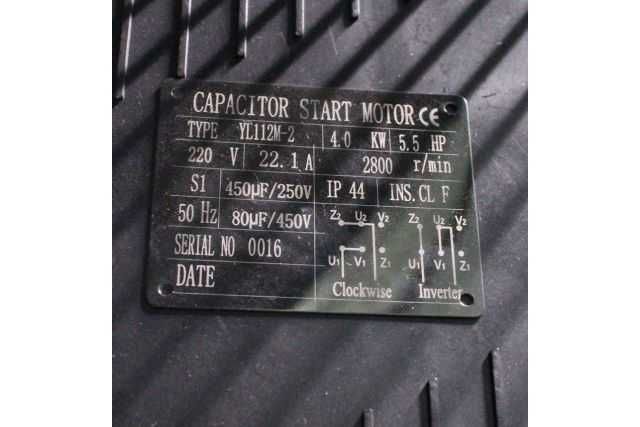 CAPACITOR START MOTOR CE
TYPE YL112M-2 4.0 KW 5.5 HP
220 V 22.1 A 2800 r/min
S1 450µF/250V IP 44 INS.CL F
50 Hz 80µF/450V
Z2 U2 V2 Z2 U2 V2
SERIAL NO 0016
U1 V1 Z1 U1 V1 Z1
DATE
Clockwise Inverter